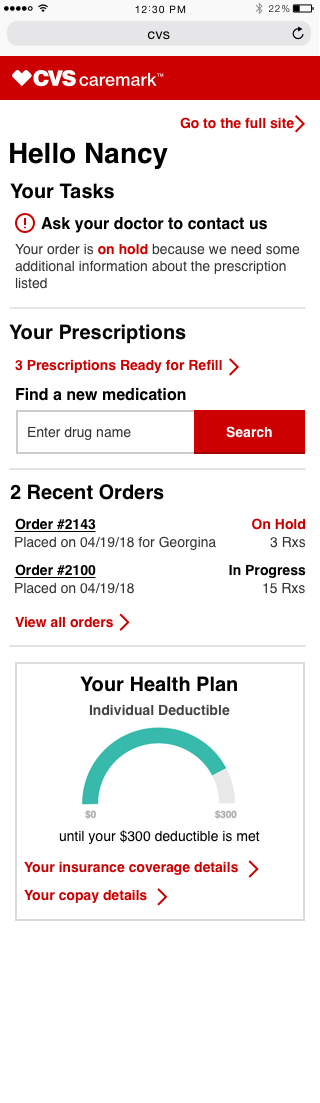 12:30 PM
22%
cvs
CVS caremark™
Go to the full site
Hello Nancy
Your Tasks
Ask your doctor to contact us
Your order is on hold because we need some
additional information about the prescription
listed
Your Prescriptions
3 Prescriptions Ready for Refill
Find a new medication
Enter drug name
Search
2 Recent Orders
Order #2143 On Hold
Placed on 04/19/18 for Georgina 3 Rxs
Order #2100 In Progress
Placed on 04/19/18 15 Rxs
View all orders
Your Health Plan
Individual Deductible
$0 $300
until your $300 deductible is met
Your insurance coverage details
Your copay details